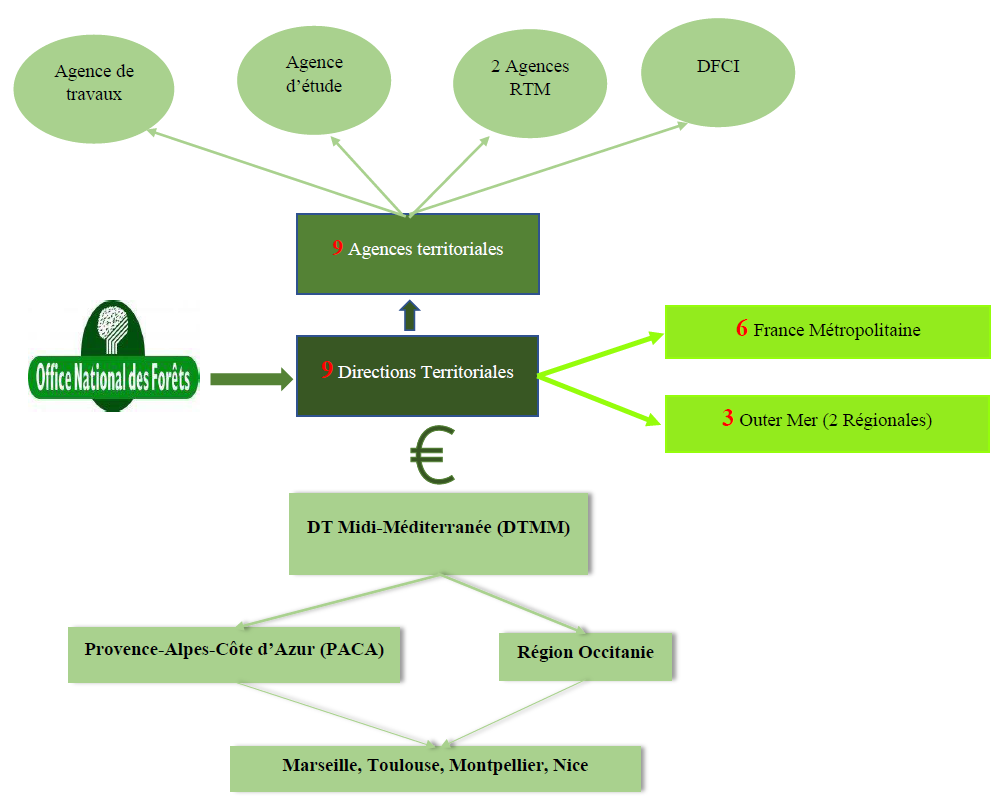 Agence de
travaux
Agence
d'étude
2 Agences
RTM
DFCI
9 Agences territoriales
Office National des Forêts
9 Directions Territoriales
6 France Métropolitaine
3 Outer Mer (2 Régionales)
€
DT Midi-Méditerranée (DTMM)
Provence-Alpes-Côte d'Azur (PACA)
Région Occitanie
Marseille, Toulouse, Montpellier, Nice